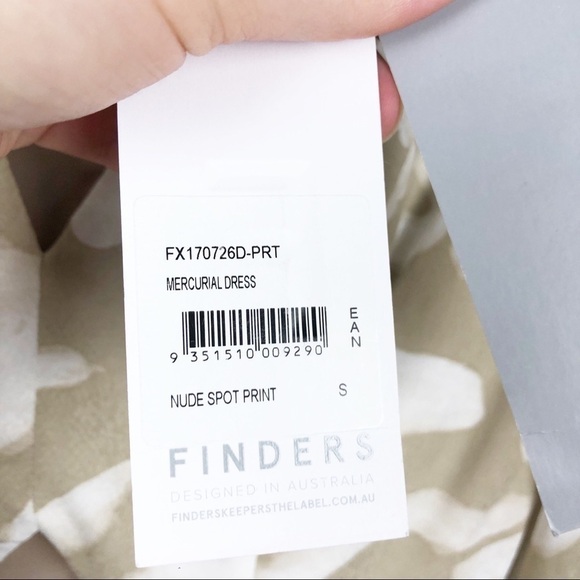 FX170726D-PRT
MERCURIAL DRESS
EAN
9 351510 009290
NUDE SPOT PRINT S
FINDERS
DESIGNED IN AUSTRALIA
FINDERSKEEPERSTHELABEL.COM.AU